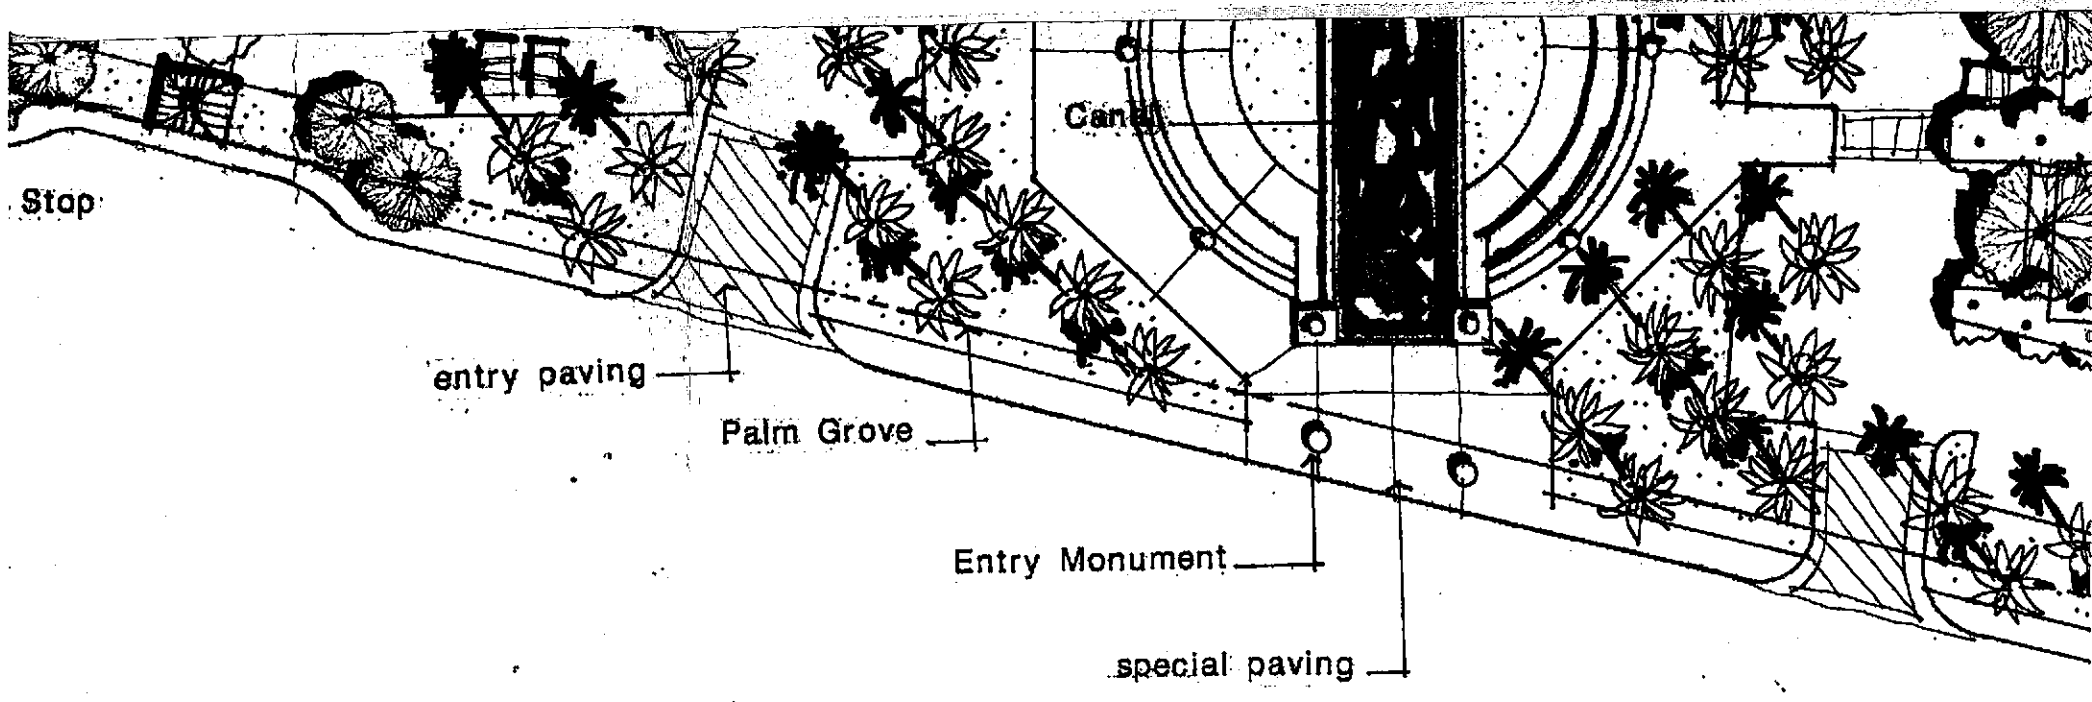 Canal
Stop
entry paving
Palm Grove
Entry Monument
special paving